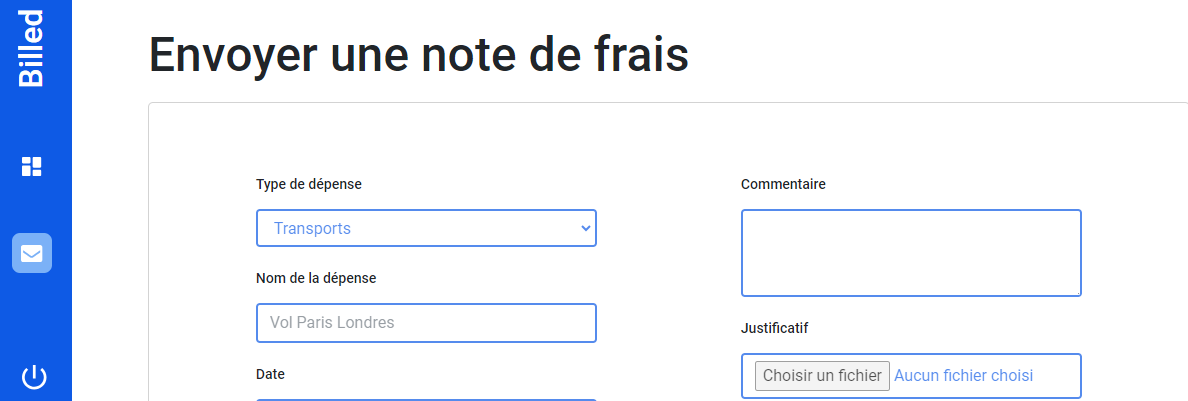 Billed
Envoyer une note de frais
Type de dépense
Transports
Nom de la dépense
Vol Paris Londres
Date
Commentaire
Justificatif
Choisir un fichier Aucun fichier choisi